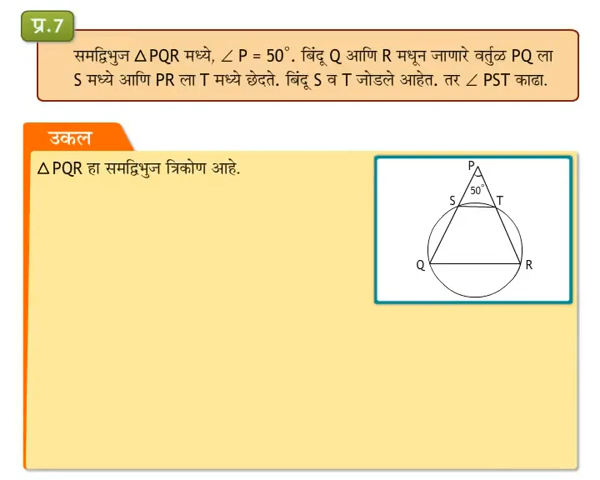 प्र.7
समद्विभुज △PQR मध्ये, ∠ P = 50°. बिंदू Q आणि R मधून जाणारे वर्तुळ PQ ला
S मध्ये आणि PR ला T मध्ये छेदते. बिंदू S व T जोडले आहेत. तर ∠ PST काढा.
उकल
△PQR हा समद्विभुज त्रिकोण आहे.
P
50°
S T
Q R